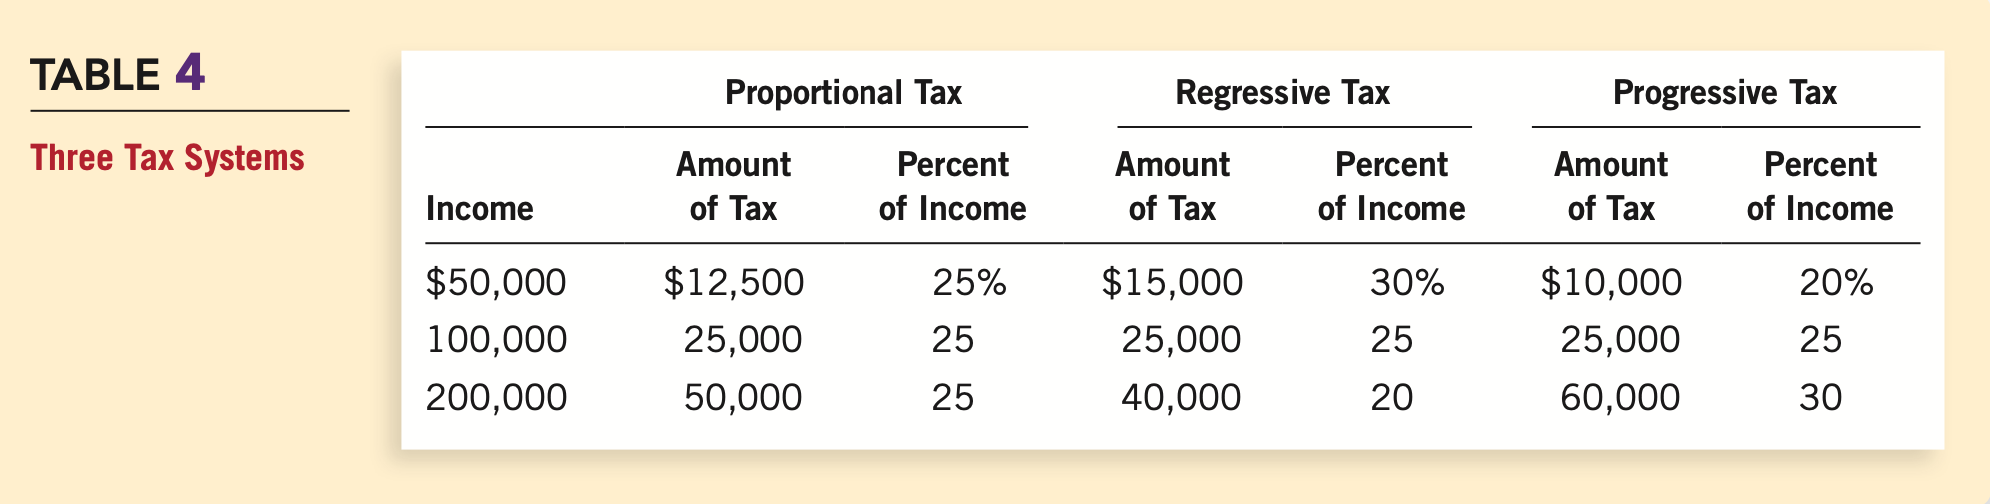 TABLE 4
Three Tax Systems
Proportional Tax Regressive Tax Progressive Tax
Amount Percent Amount Percent Amount Percent
Income of Tax of Income of Tax of Income of Tax of Income
$50,000 $12,500 25% $15,000 30% $10,000 20%
100,000 25,000 25 25,000 25 25,000 25
200,000 50,000 25 40,000 20 60,000 30